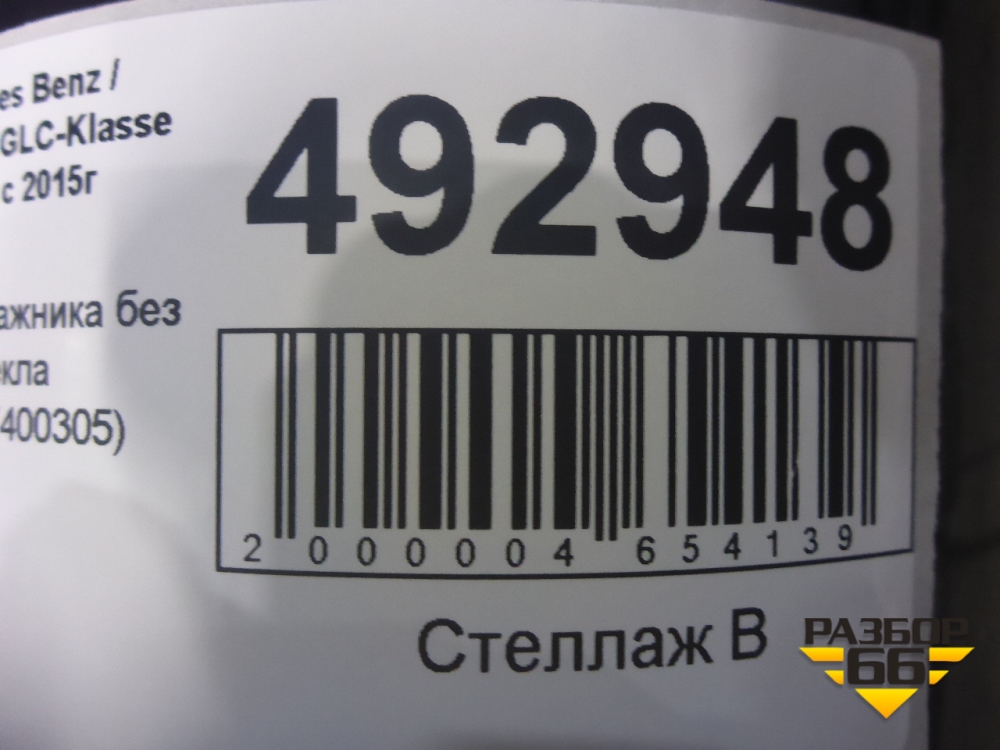 es Benz /
GLC-Klasse
с 2015г
492948
ажника без
екла
400305)
2 000004 654139
Стеллаж В
РАЗБОР
66